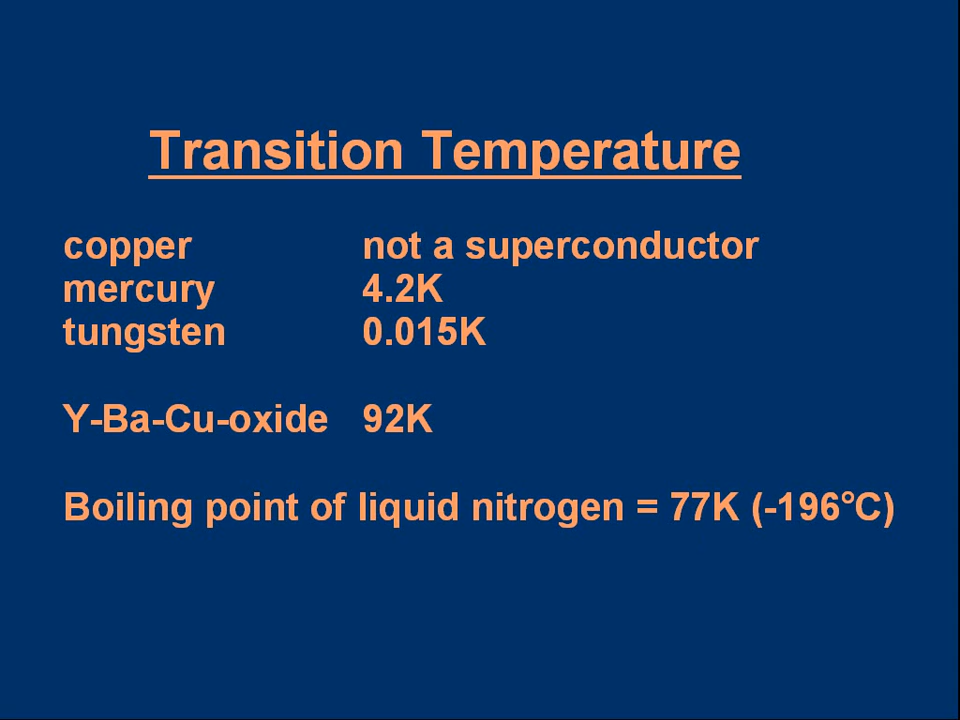 Transition Temperature
copper not a superconductor
mercury 4.2K
tungsten 0.015K
Y-Ba-Cu-oxide 92K
Boiling point of liquid nitrogen = 77K (-196°C)